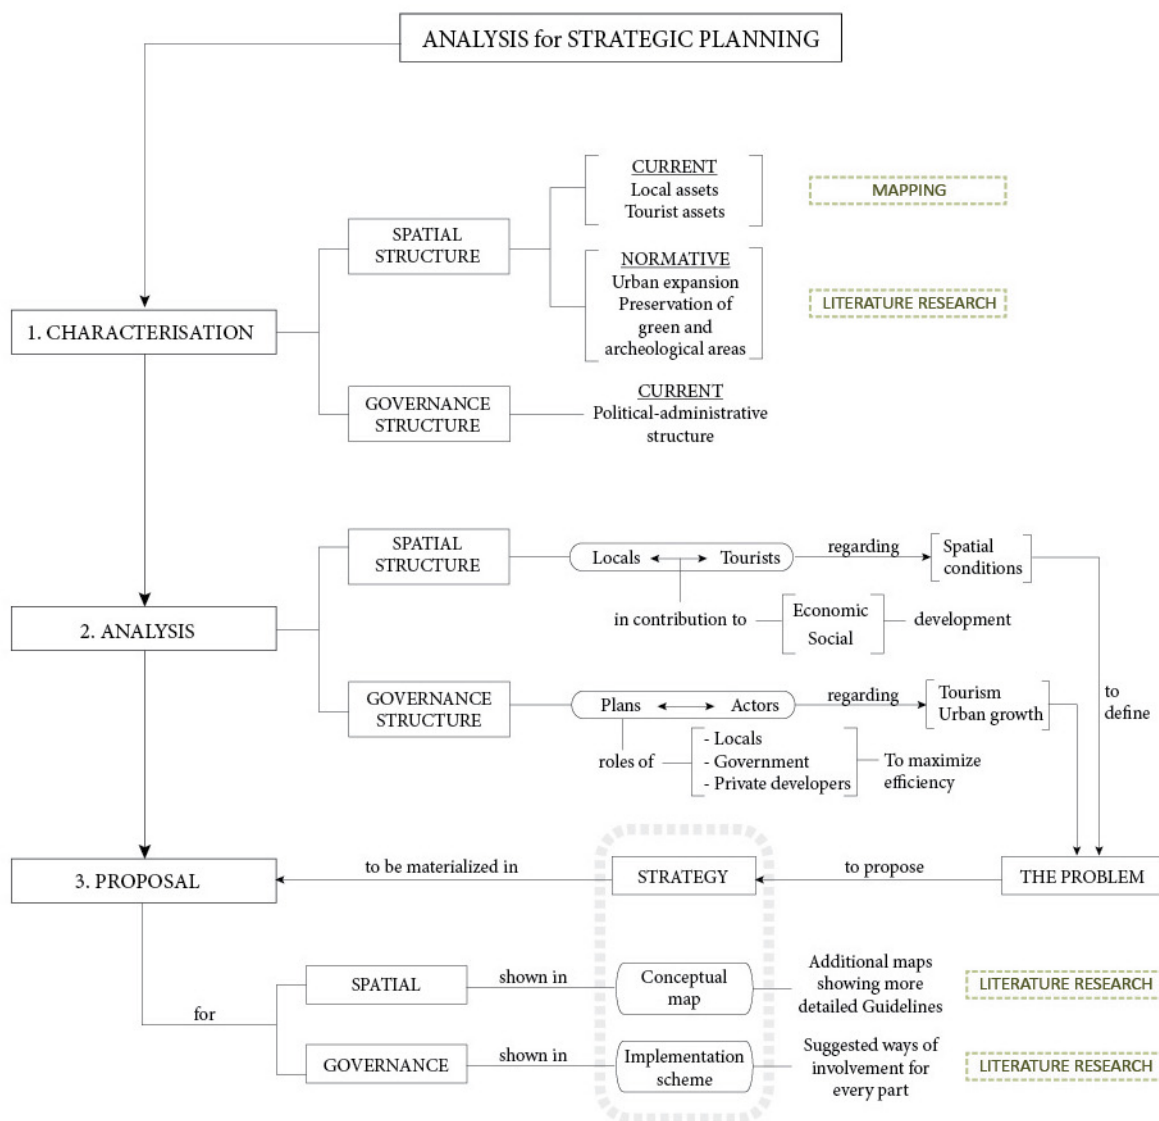 ANALYSIS for STRATEGIC PLANNING
CURRENT
Local assets
Tourist assets
MAPPING
SPATIAL
STRUCTURE
NORMATIVE
Urban expansion
Preservation of
green and
archeological areas
LITERATURE RESEARCH
1. CHARACTERISATION
GOVERNANCE
STRUCTURE
CURRENT
Political-administrative
structure
SPATIAL
STRUCTURE
Locals
Tourists
regarding
Spatial
conditions
2. ANALYSIS
in contribution to
Economic
Social
development
GOVERNANCE
STRUCTURE
Plans
Actors
regarding
Tourism
Urban growth
to
define
roles of
- Locals
- Government
- Private developers
To maximize
efficiency
3. PROPOSAL
to be materialized in
STRATEGY
to propose
THE PROBLEM
for
SPATIAL
shown in
Conceptual
map
Additional maps
showing more
detailed Guidelines
LITERATURE RESEARCH
GOVERNANCE
shown in
Implementation
scheme
Suggested ways of
involvement for
every part
LITERATURE RESEARCH